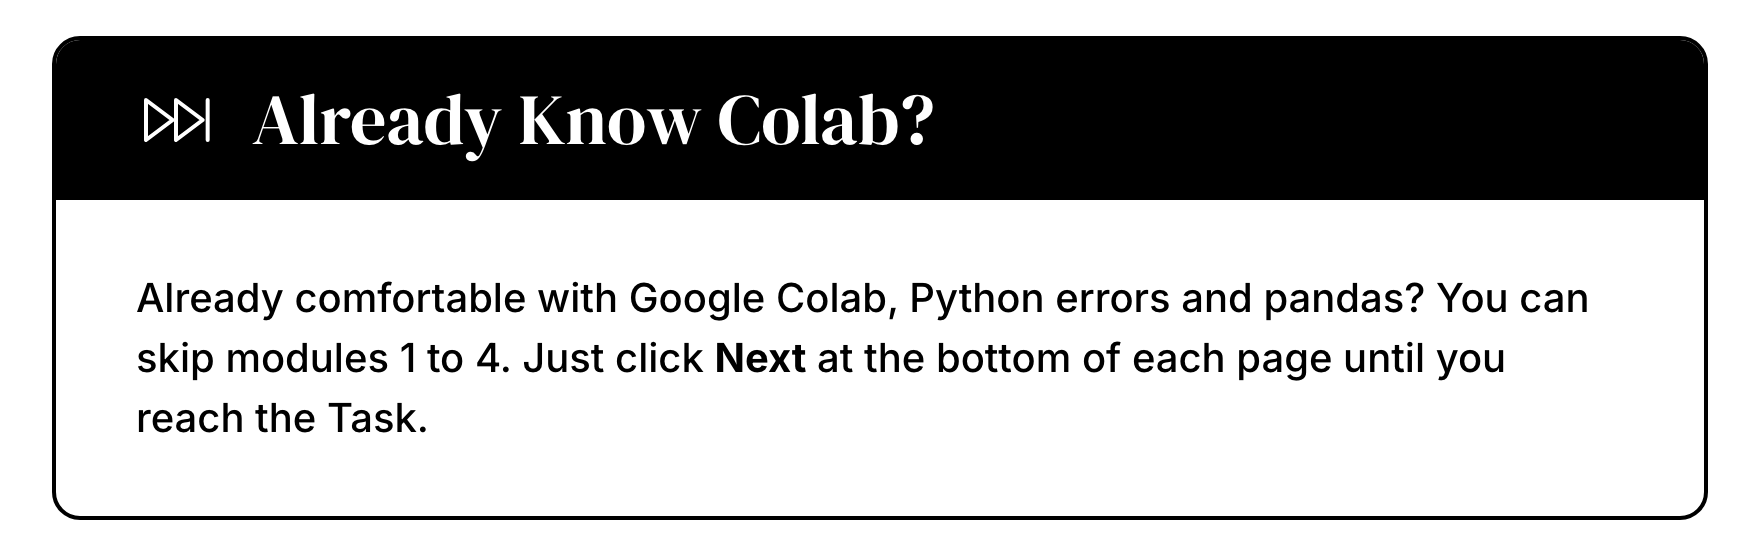 Already Know Colab?
Already comfortable with Google Colab, Python errors and pandas? You can
skip modules 1 to 4. Just click Next at the bottom of each page until you
reach the Task.